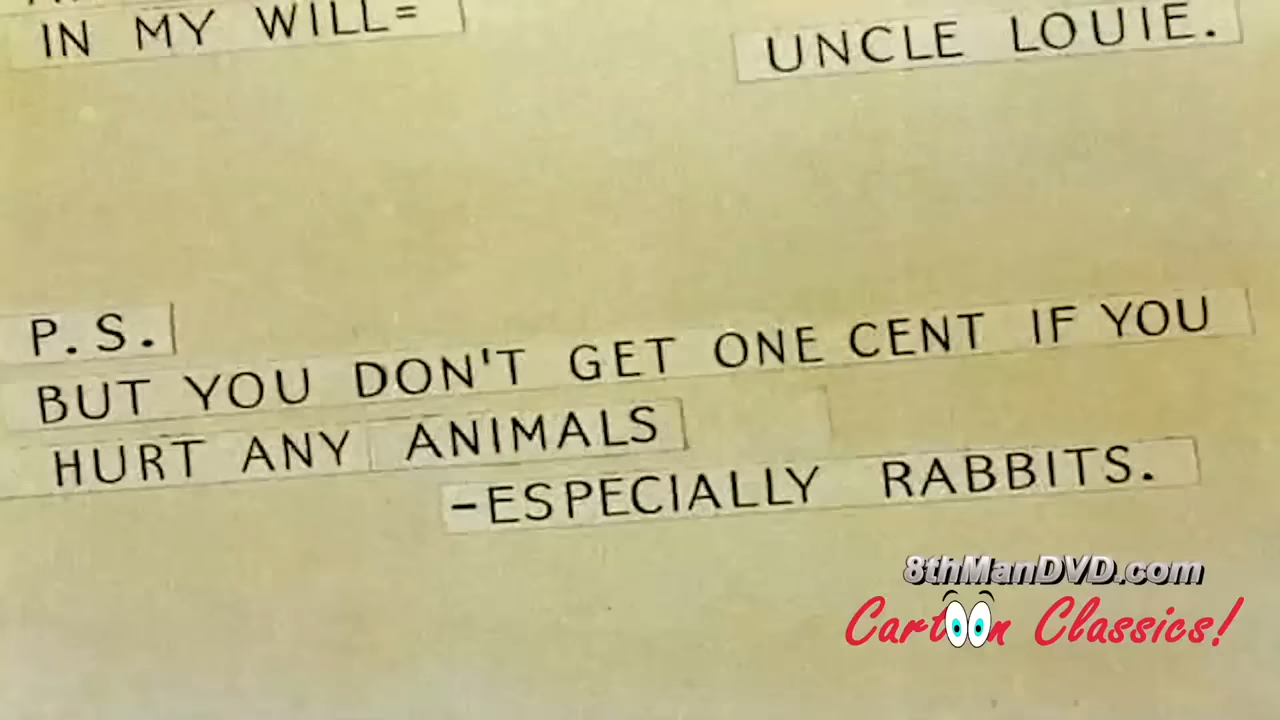 IN MY WILL=
UNCLE LOUIE.
P.S.
BUT YOU DON'T GET ONE CENT IF YOU
HURT ANY ANIMALS
-ESPECIALLY RABBITS.
8thManDVD.com
Cartoon Classics!